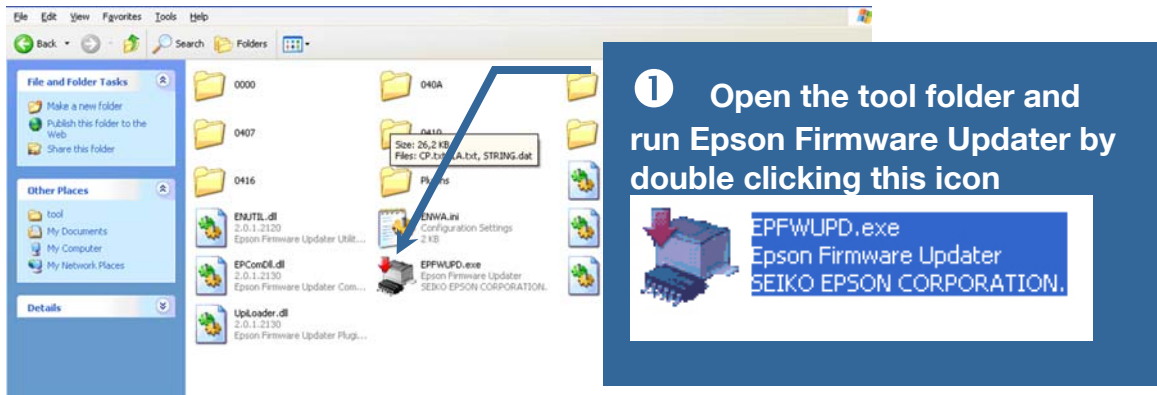 File Edit View Favorites Tools Help
Back Search Folders
File and Folder Tasks
Make a new folder
Publish this folder to the
Web
Share this folder
Other Places
tool
My Documents
My Computer
My Network Places
Details
0000
040A
0407
0410
Size: 26,2 KB
Files: CP.txt, LA.txt, STRING.dat
0416
Plugins
ENUTIL.dll
2.0.1.2120
Epson Firmware Updater Utilit...
ENWA.ini
Configuration Settings
2 KB
EPComDll.dll
2.0.1.2130
Epson Firmware Updater Com...
EPFWUPD.exe
Epson Firmware Updater
SEIKO EPSON CORPORATION.
UpLoader.dll
2.0.1.2130
Epson Firmware Updater Plugi...
❶ Open the tool folder and
run Epson Firmware Updater by
double clicking this icon
EPFWUPD.exe
Epson Firmware Updater
SEIKO EPSON CORPORATION.